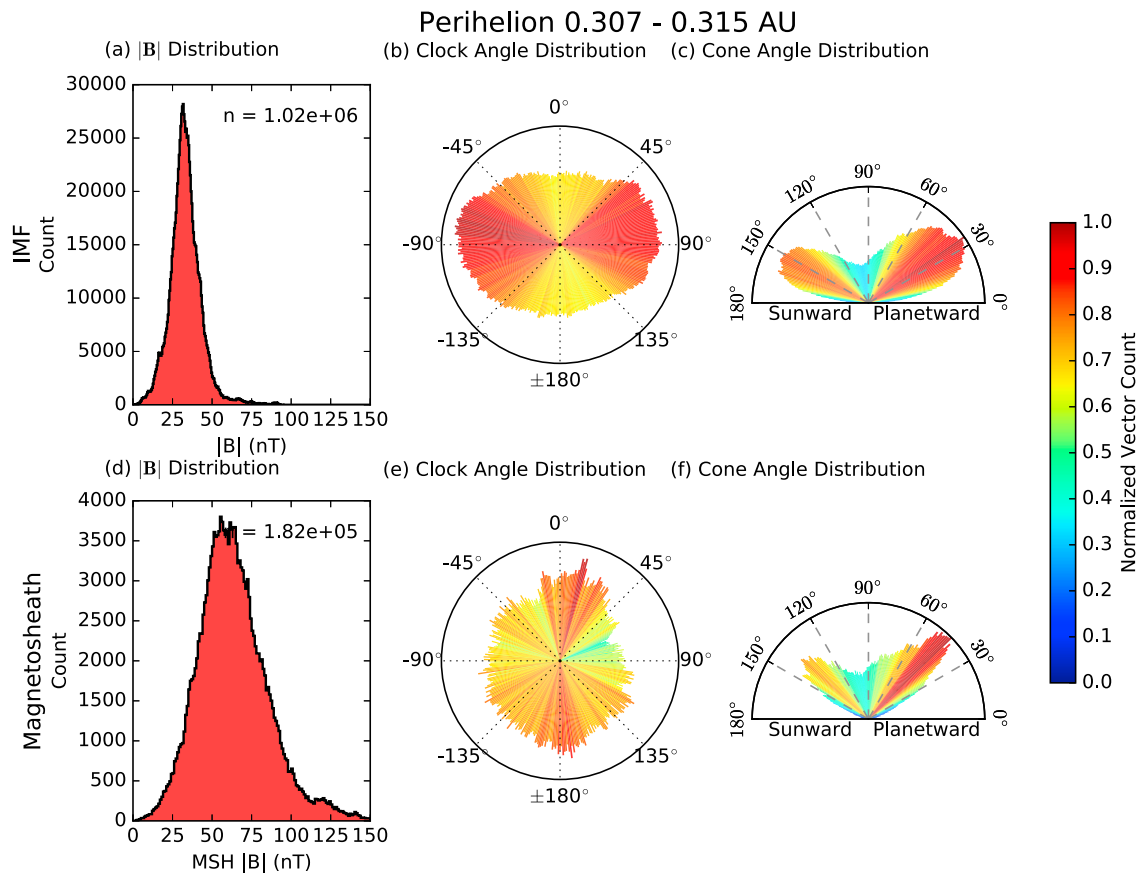 Perihelion 0.307 - 0.315 AU
(a) |B| Distribution
(b) Clock Angle Distribution
(c) Cone Angle Distribution
IMF
Count
30000
25000
20000
15000
10000
5000
0
n = 1.02e+06
0 25 50 75 100 125 150
|B| (nT)
0°
-45° 45°
-90° 90°
-135° 135°
±180°
90°
120° 60°
150° 30°
180° 0°
Sunward Planetward
(d) |B| Distribution
(e) Clock Angle Distribution
(f) Cone Angle Distribution
Magnetosheath
Count
4000
3500
3000
2500
2000
1500
1000
500
0
= 1.82e+05
0 25 50 75 100 125 150
MSH |B| (nT)
0°
-45° 45°
-90° 90°
-135° 135°
±180°
90°
120° 60°
150° 30°
180° 0°
Sunward Planetward
1.0
0.9
0.8
0.7
0.6
0.5
0.4
0.3
0.2
0.1
0.0
Normalized Vector Count